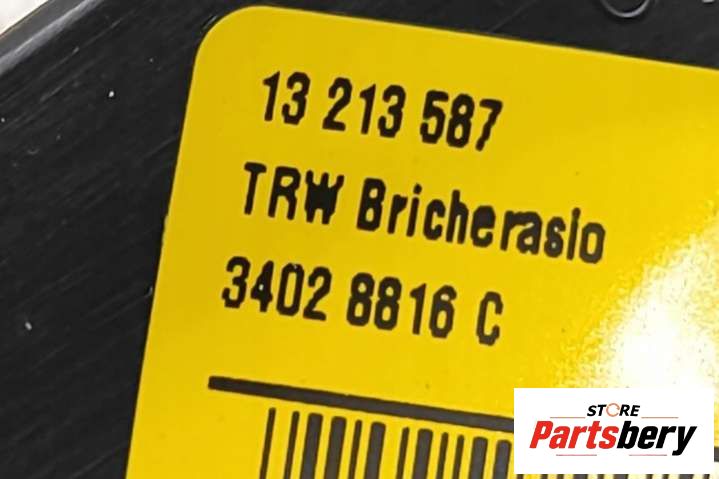 13 213 587
TRW Bricherasio
3402 8816 C
STORE
Partsbery